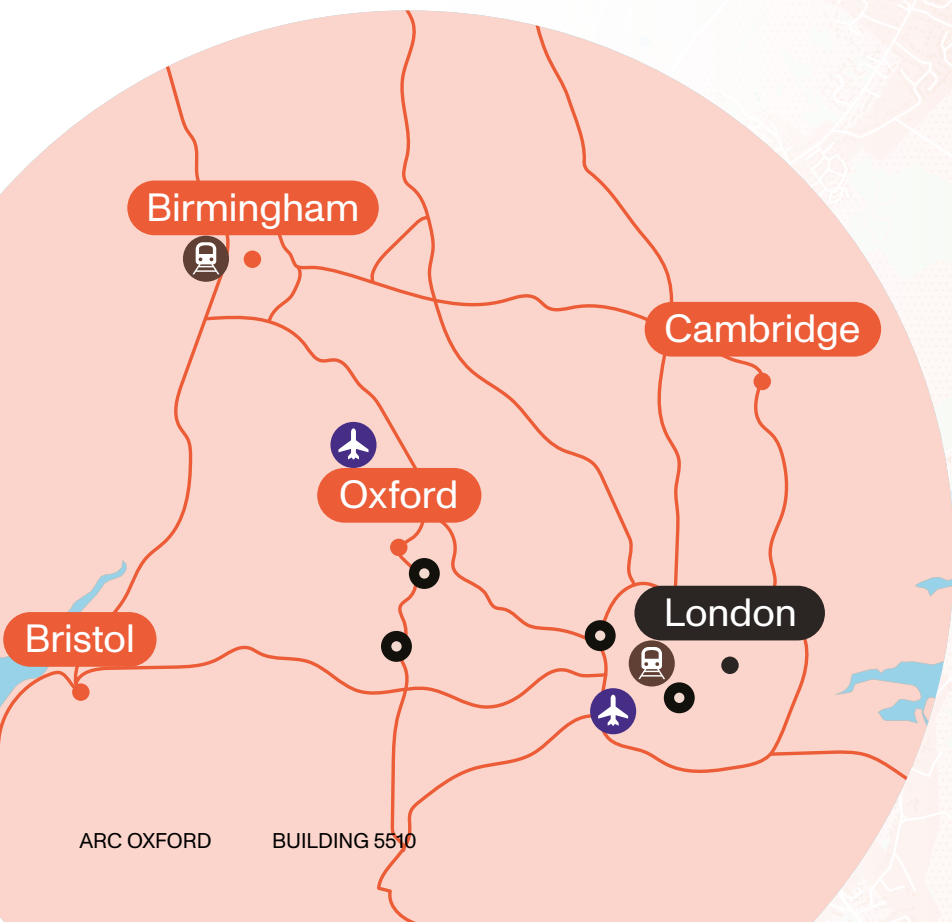 Birmingham
Cambridge
Oxford
London
Bristol
ARC OXFORD BUILDING 5510